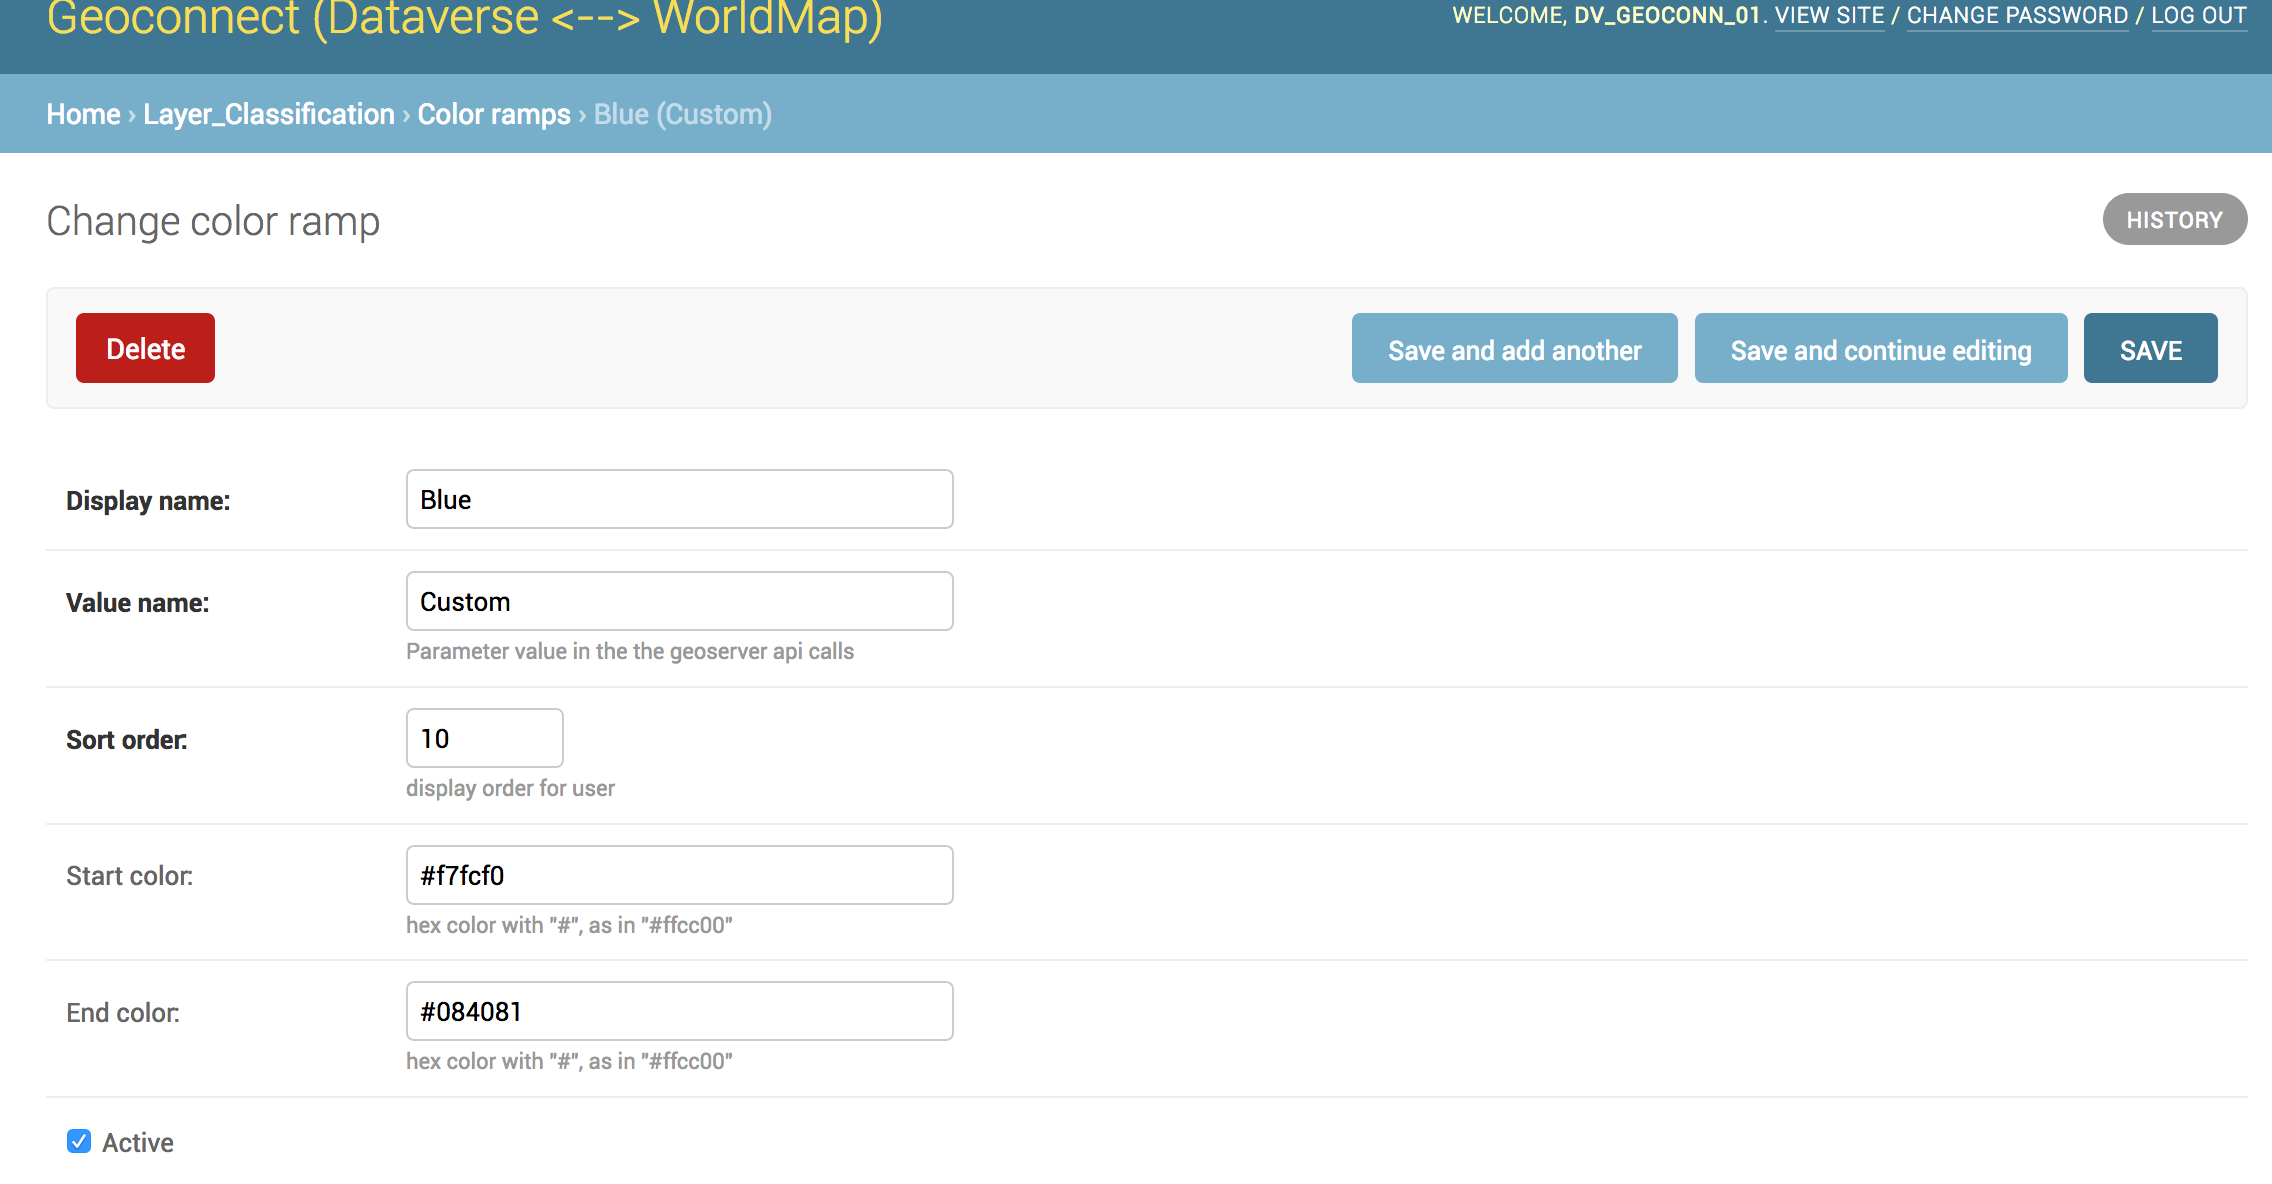 Geoconnect (Dataverse <--> WorldMap)
WELCOME, DV_GEOCONN_01. VIEW SITE / CHANGE PASSWORD / LOG OUT
Home › Layer_Classification › Color ramps › Blue (Custom)
Change color ramp
HISTORY
Delete
Save and add another
Save and continue editing
SAVE
Display name:
Blue
Value name:
Custom
Parameter value in the the geoserver api calls
Sort order:
10
display order for user
Start color:
#f7fcf0
hex color with "#", as in "#ffcc00"
End color:
#084081
hex color with "#", as in "#ffcc00"
Active